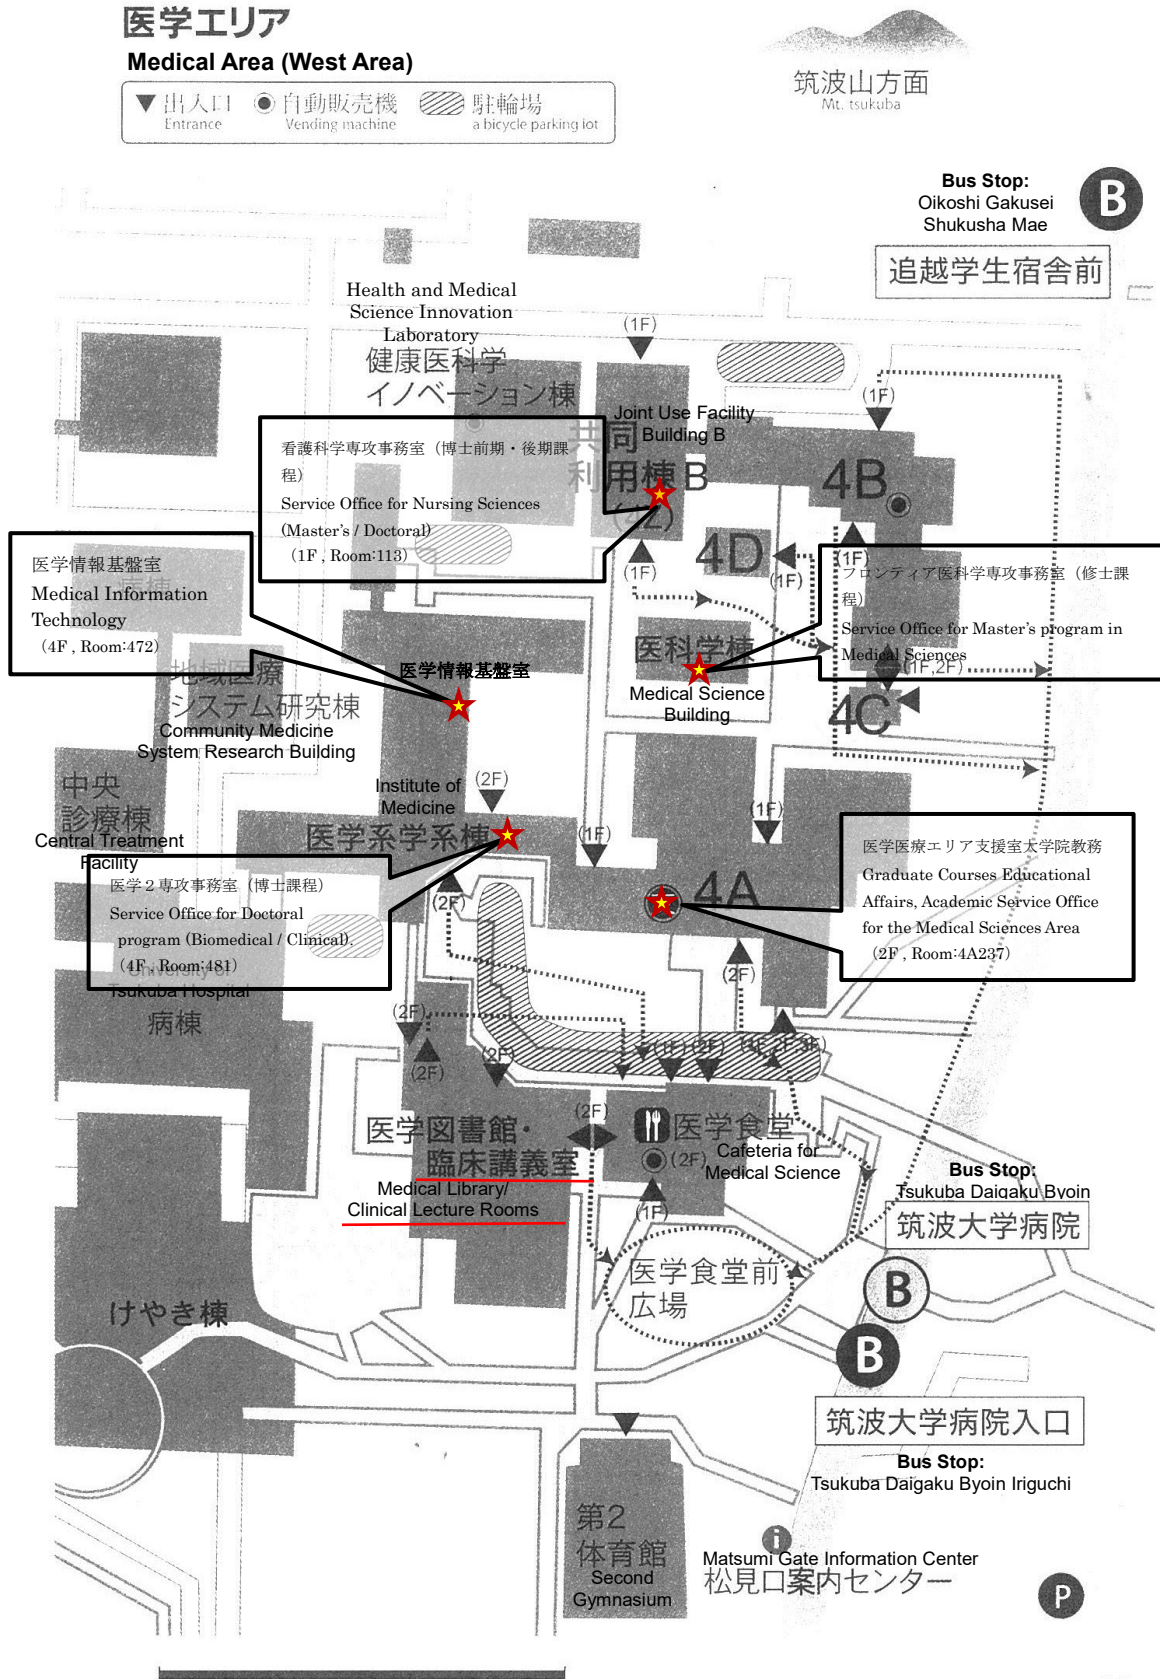 医学エリア
Medical Area (West Area)
▼ 出入口 自動販売機 駐輪場
Entrance Vending machine a bicycle parking lot
筑波山方面
Mt. tsukuba
Bus Stop:
Oikoshi Gakusei
Shukusha Mae
B
追越学生宿舎前
Health and Medical
Science Innovation
Laboratory
健康医科学
イノベーション棟
(1F)
(1F)
Joint Use Facility
Building B
共同
利用棟 B
4B
看護科学専攻事務室（博士前期・後期課
程）
Service Office for Nursing Sciences
(Master's / Doctoral)
（1F , Room:113）
4D
(1F)
(1F)
(1F)
医学情報基盤室
Medical Information
Technology
（4F , Room:472）
フロンティア医科学専攻事務室（修士課
程）
Service Office for Master's program in
Medical Sciences
医科学棟
Medical Science
Building
(1F,2F)
4C
医学情報基盤室
地域医療
システム研究棟
Community Medicine
System Research Building
中央
診療棟
Central Treatment
Facility
Institute of
Medicine
医学系学系棟
(2F)
(1F)
(1F)
医学２専攻事務室（博士課程）
Service Office for Doctoral
program (Biomedical / Clinical).
（4F , Room:481）
(2F)
4A
医学医療エリア支援室大学院教務
Graduate Courses Educational
Affairs, Academic Service Office
for the Medical Sciences Area
（2F , Room:4A237）
University of
Tsukuba Hospital
病棟
(2F)
(2F)
(2F)
(2F)
(1F)
(2F)
(1F,2F,3F)
医学図書館・
臨床講義室
Medical Library/
Clinical Lecture Rooms
(2F)
医学食堂
(2F)
Cafeteria for
Medical Science
(1F)
Bus Stop:
Tsukuba Daigaku Byoin
筑波大学病院
B
医学食堂前
広場
けやき棟
B
筑波大学病院入口
Bus Stop:
Tsukuba Daigaku Byoin Iriguchi
第2
体育館
Second
Gymnasium
i
Matsumi Gate Information Center
松見口案内センター
P